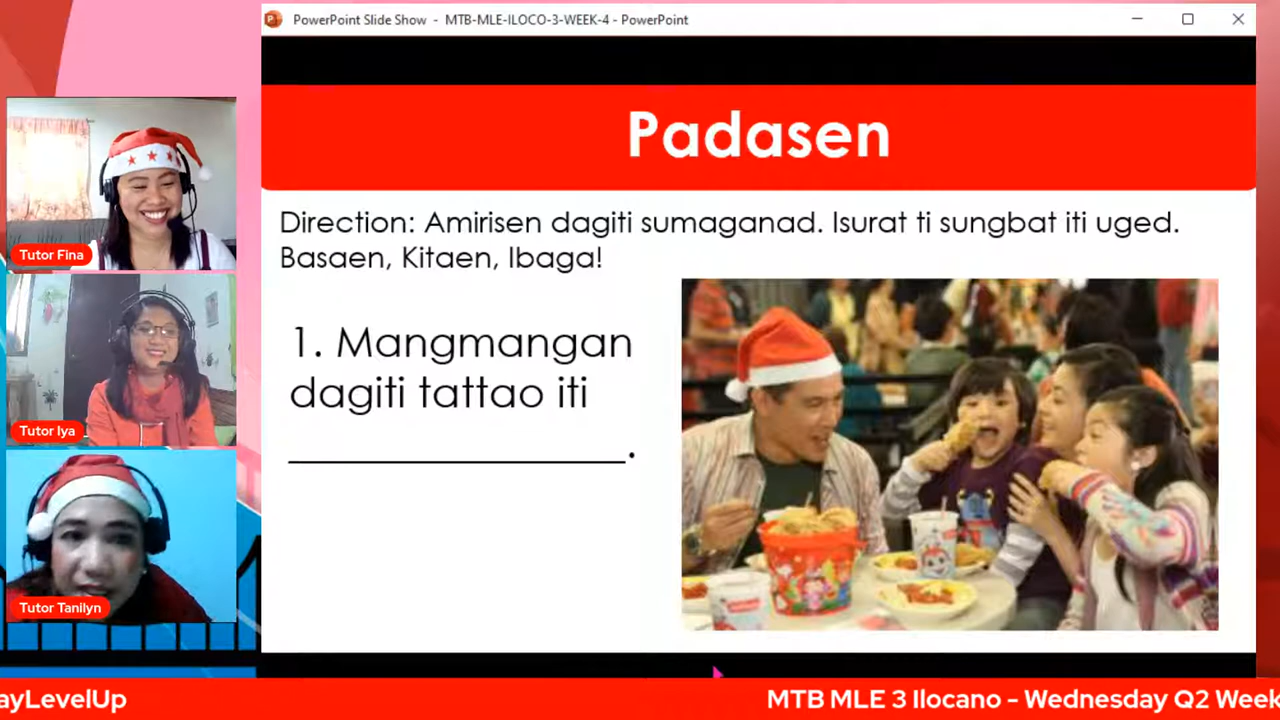 PowerPoint Slide Show - MTB-MLE-ILOCO-3-WEEK-4 - PowerPoint
Padasen
Direction: Amirisen dagiti sumaganad. Isurat ti sungbat iti uged.
Basaen, Kitaen, Ibaga!
1. Mangmangan
dagiti tattao iti
____________________.
Tutor Fina
Tutor Iya
Tutor Tanilyn
ayLevelUp
MTB MLE 3 Ilocano - Wednesday Q2 Week